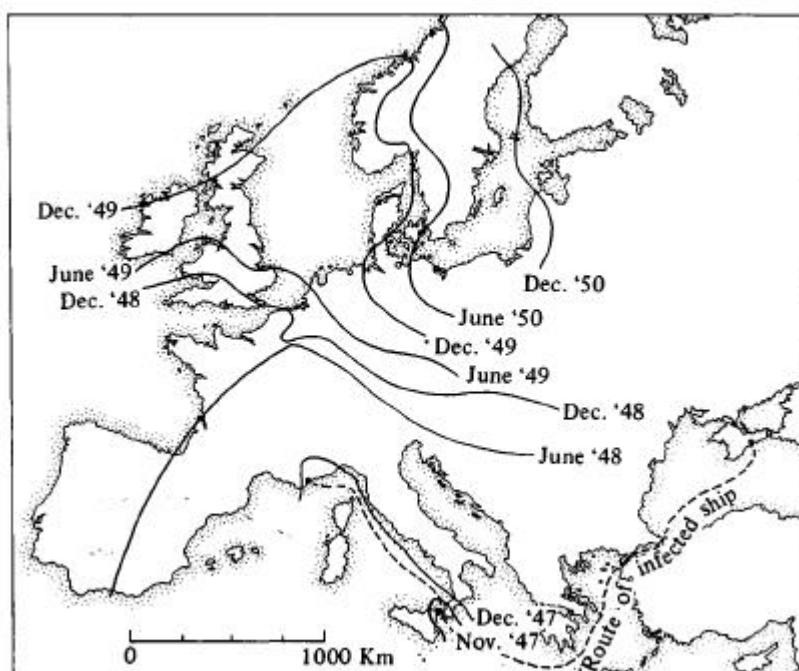 Dec. ‘49
June ‘49
Dec. ‘48
Dec. ‘50
June ‘50
Dec. ‘49
June ‘49
Dec. ‘48
June ‘48
Route of infected ship
Dec. ‘47
Nov. ‘47
0 1000 Km